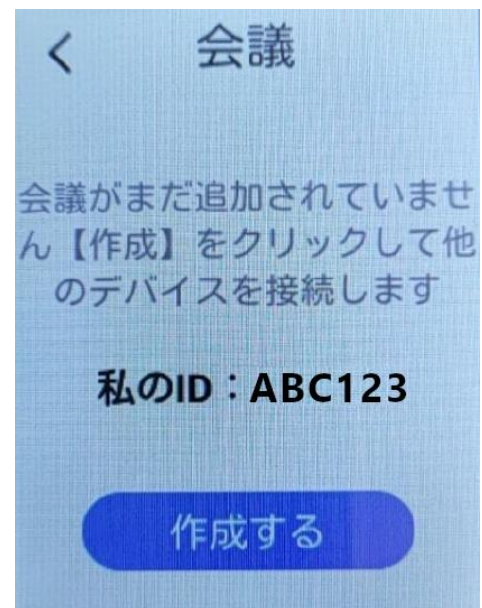 会議
会議がまだ追加されていませ
ん【作成】をクリックして他
のデバイスを接続します
私のID：ABC123
作成する